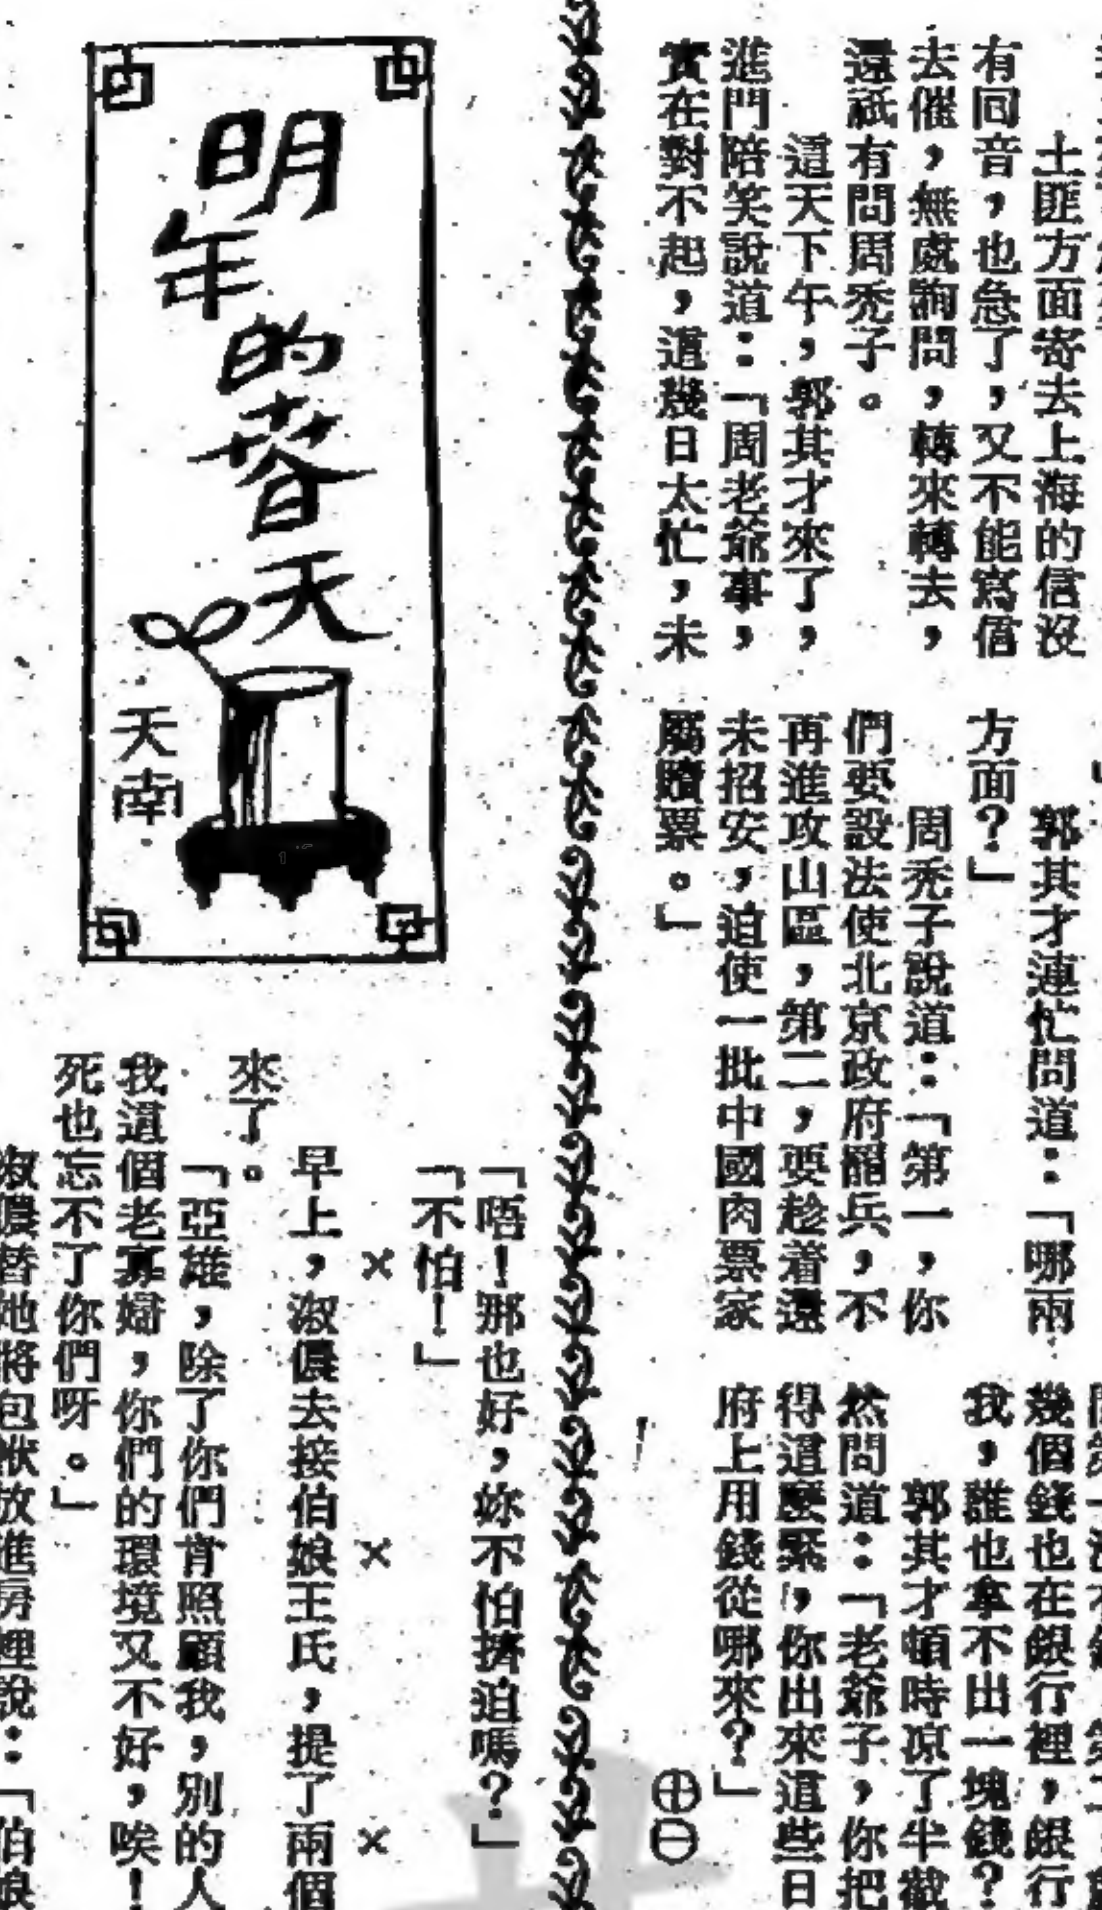 土匪方面寄去上海的信沒
有回音，也急了，又不能寫信
去催，無處詢問，轉來轉去，
還祇有問周禿子。
這天下午，郭其才來了，
進門陪笑說道：「周老爺事，
實在對不起，這幾日太忙，未
郭其才連忙問道：「哪兩
方面？」
周禿子說道：「第一，你
們要設法使北京政府罷兵，不
再進攻山區，第二，要趁着還
未招安，迫使一批中國肉票家
屬贖票。」
幾個錢也在銀行裡，銀行
我，誰也拿不出一塊錢？
郭其才頓時凉了半截
然問道：「老爺子，你把
得這麼緊，你出來這些日
府上用錢從哪來？」
㊉㊀
明年的春天
天南
「唔！那也好，妳不怕擠迫嗎？」
「不怕！」
×　×　×
早上，淑儂去接伯娘王氏，提了兩個
來了。
「亞雄，除了你們肯照顧我，別的人
我這個老寡婦，你們的環境又不好，唉！
死也忘不了你們呀。」
淑儂替她將包袱放進房裡說：「伯娘